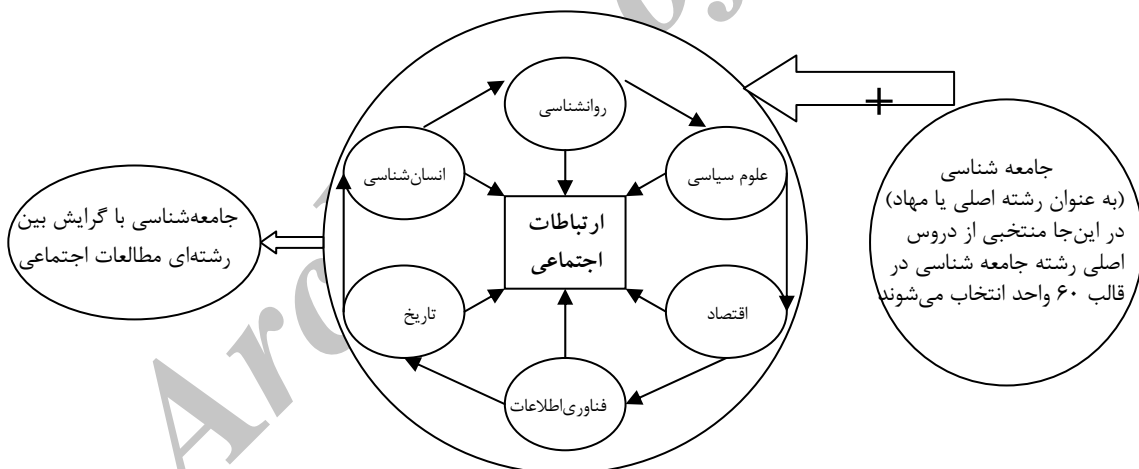 روانشناسی
علوم سیاسی
اقتصاد
فناوری‌اطلاعات
تاریخ
انسان‌شناسی
ارتباطات
اجتماعی
جامعه شناسی
(به عنوان رشته اصلی یا مهاد)
در این‌جا منتخبی از دروس
اصلی رشته جامعه شناسی در
قالب ۶۰ واحد انتخاب می‌شوند
جامعه‌شناسی با گرایش بین
رشته‌ای مطالعات اجتماعی